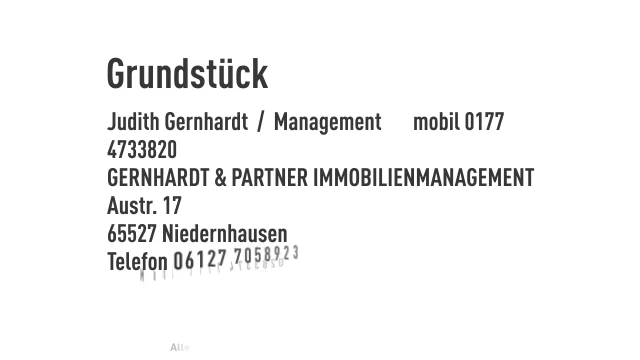 Grundstück
Judith Gernhardt / Management mobil 0177
4733820
GERNHARDT & PARTNER IMMOBILIENMANAGEMENT
Austr. 17
65527 Niedernhausen
Telefon 06127 7058923